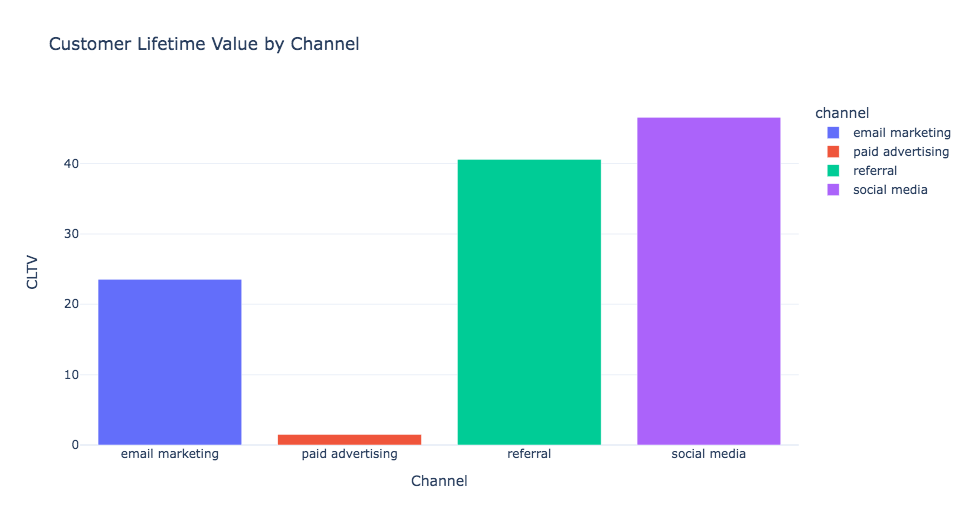 Customer Lifetime Value by Channel
channel
email marketing
paid advertising
referral
social media
CLTV
40
30
20
10
0
email marketing paid advertising referral social media
Channel